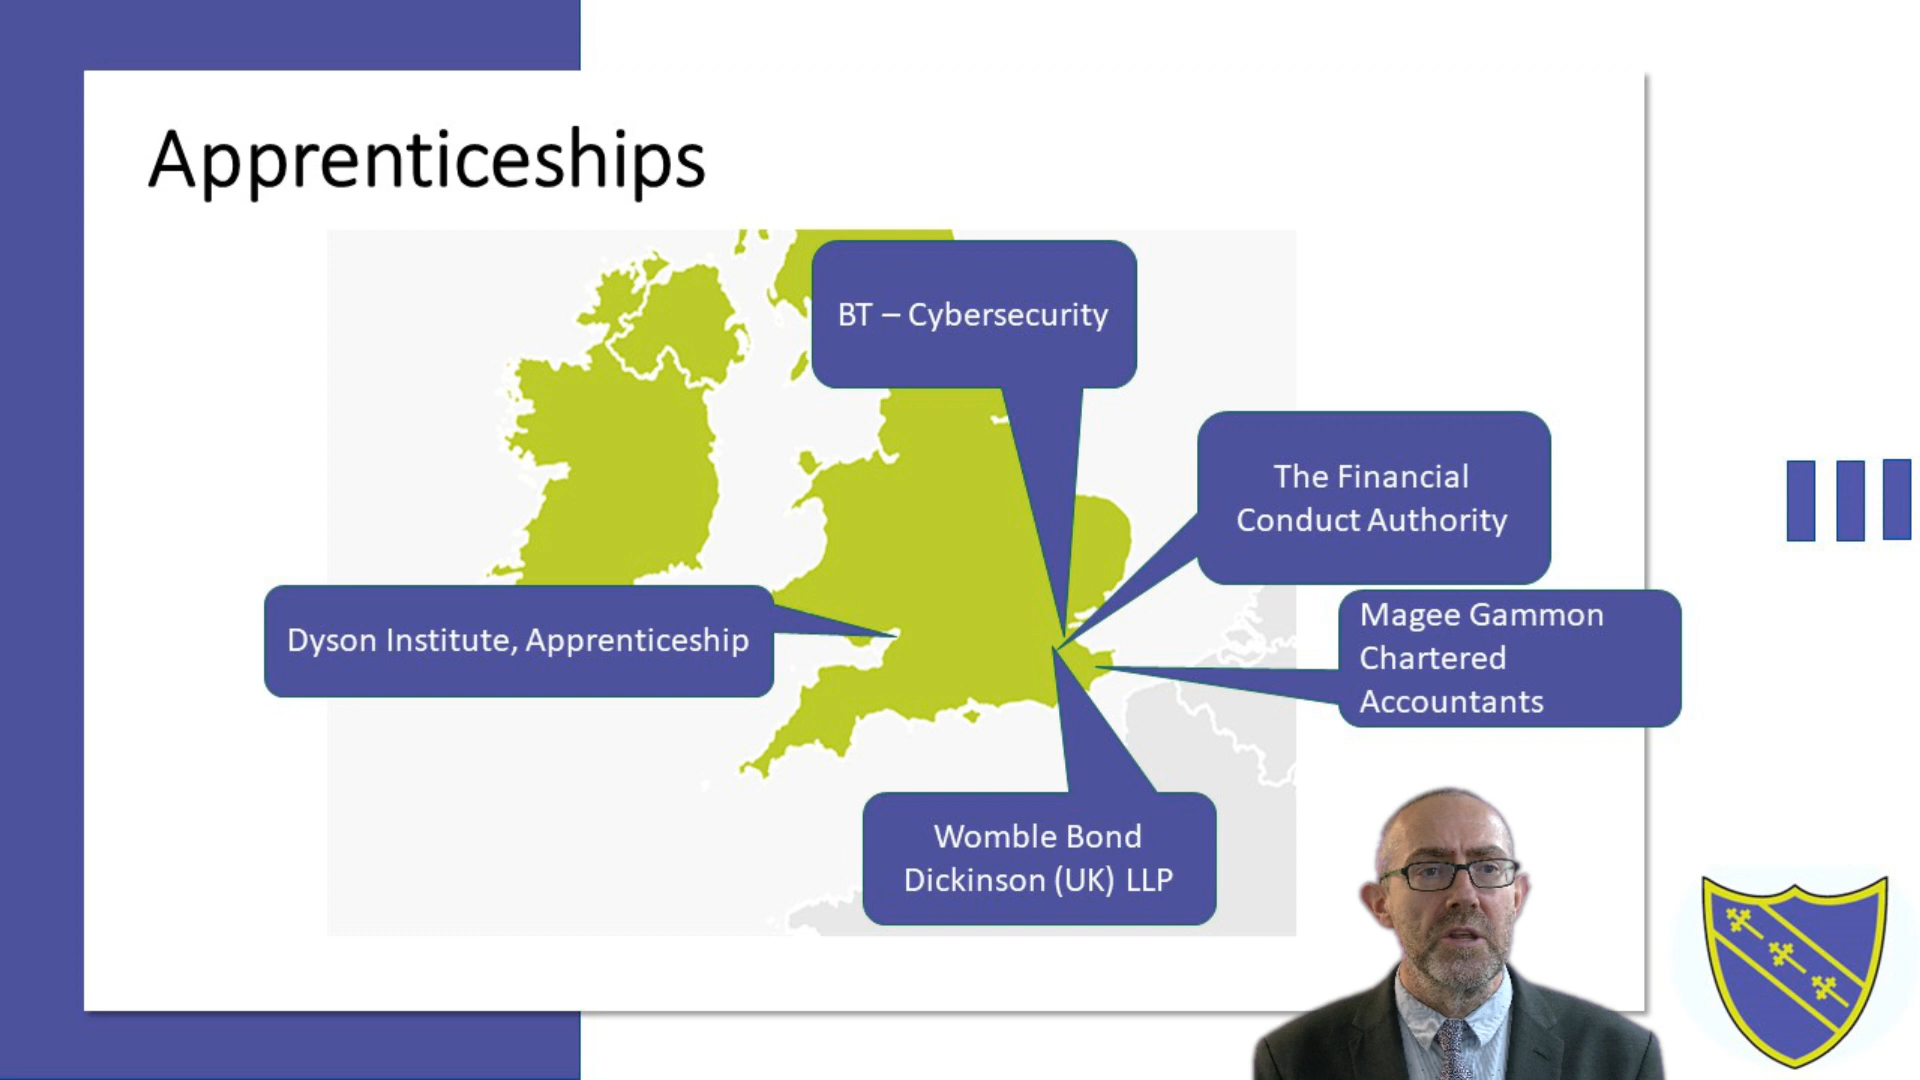 Apprenticeships
BT – Cybersecurity
The Financial
Conduct Authority
Dyson Institute, Apprenticeship
Magee Gammon
Chartered
Accountants
Womble Bond
Dickinson (UK) LLP